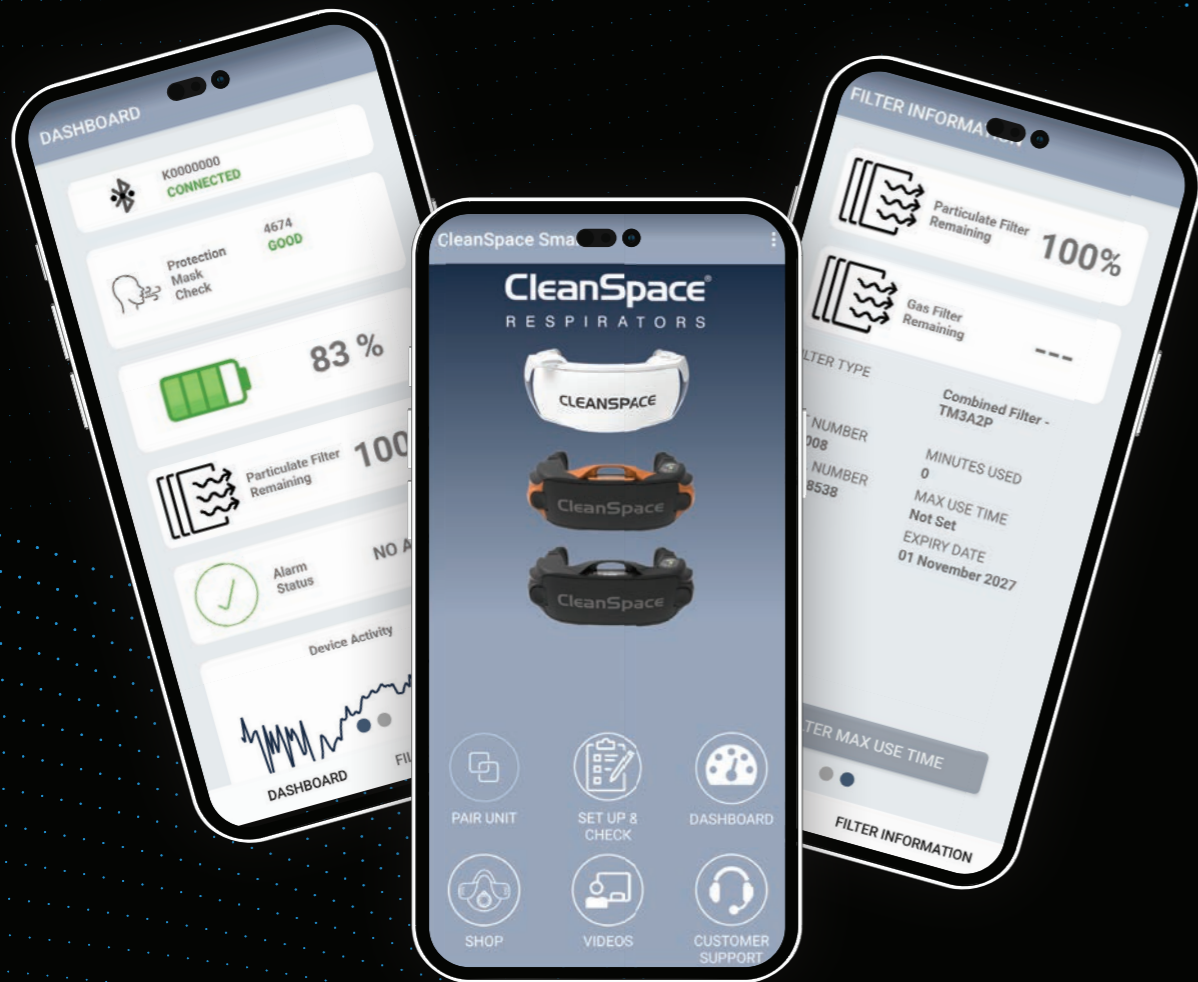 DASHBOARD
K0000000
CONNECTED
Protection
Mask
Check
4674
GOOD
83 %
Particulate Filter
Remaining
100
Alarm
Status
NO A
Device Activity
DASHBOARD
FIL
CleanSpace Sma
CleanSpace®
RESPIRATORS
CLEANSPACE
CleanSpace
CleanSpace
PAIR UNIT
SET UP &
CHECK
DASHBOARD
SHOP
VIDEOS
CUSTOMER
SUPPORT
FILTER INFORMATION
Particulate Filter
Remaining
100%
Gas Filter
Remaining
---
LTER TYPE
Combined Filter -
TM3A2P
NUMBER
008
NUMBER
8538
MINUTES USED
0
MAX USE TIME
Not Set
EXPIRY DATE
01 November 2027
TER MAX USE TIME
FILTER INFORMATION